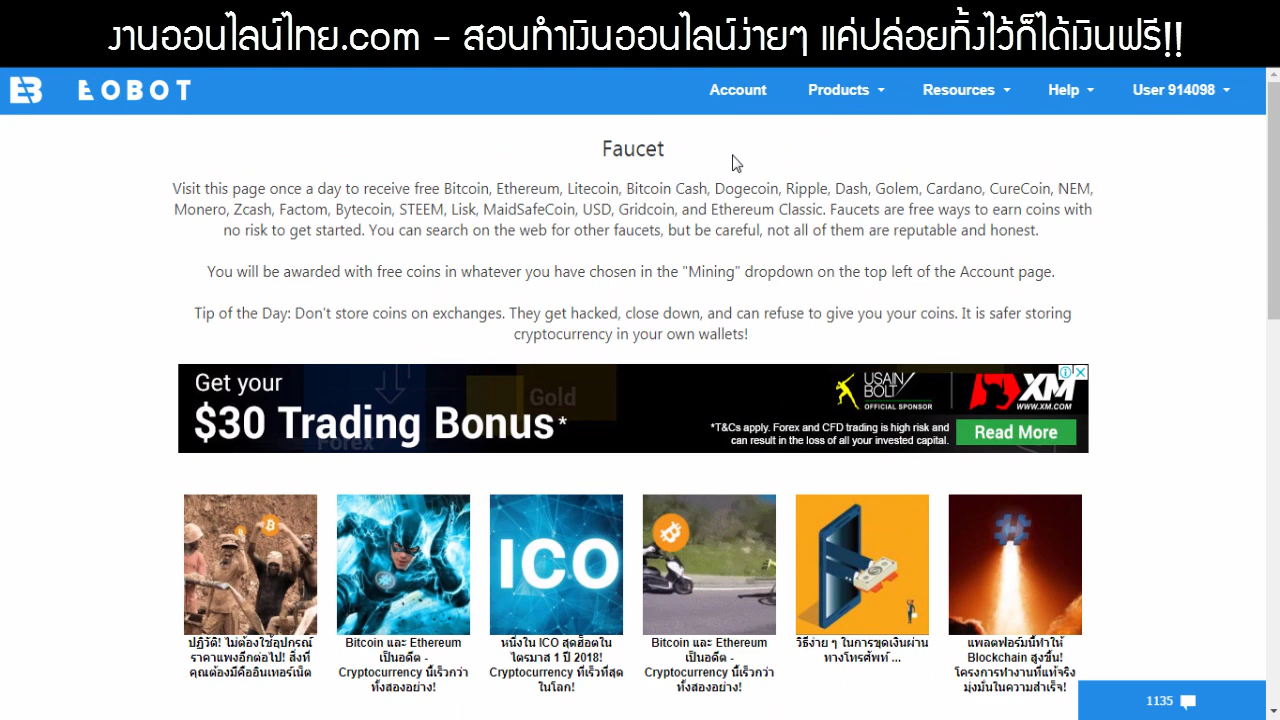 งานออนไลน์ไทย.com - สอนทำเงินออนไลน์ง่ายๆ แค่ปล่อยทิ้งไว้ก็ได้เงินฟรี!!
EOBOT Account Products Resources Help User 914098
Faucet
Visit this page once a day to receive free Bitcoin, Ethereum, Litecoin, Bitcoin Cash, Dogecoin, Ripple, Dash, Golem, Cardano, CureCoin, NEM,
Monero, Zcash, Factom, Bytecoin, STEEM, Lisk, MaidSafeCoin, USD, Gridcoin, and Ethereum Classic. Faucets are free ways to earn coins with
no risk to get started. You can search on the web for other faucets, but be careful, not all of them are reputable and honest.
You will be awarded with free coins in whatever you have chosen in the "Mining" dropdown on the top left of the Account page.
Tip of the Day: Don't store coins on exchanges. They get hacked, close down, and can refuse to give you your coins. It is safer storing
cryptocurrency in your own wallets!
Get your
$30 Trading Bonus*
Gold
Forex
USAIN
BOLT
OFFICIAL SPONSOR
XM
WWW.XM.COM
*T&Cs apply. Forex and CFD trading is high risk and
can result in the loss of all your invested capital.
Read More
ICO
ปฏิวัติ! ไม่ต้องใช้อุปกรณ์
ราคาแพงอีกต่อไป! สิ่งที่
คุณต้องมีคืออินเทอร์เน็ต
Bitcoin และ Ethereum
เป็นอดีต -
Cryptocurrency นี้เร็วกว่า
ทั้งสองอย่าง!
หนึ่งใน ICO สุดฮ็อตใน
ไตรมาส 1 ปี 2018!
Cryptocurrency ที่เร็วที่สุด
ในโลก!
Bitcoin และ Ethereum
เป็นอดีต -
Cryptocurrency นี้เร็วกว่า
ทั้งสองอย่าง!
วิธีง่าย ๆ ในการขุดเงินผ่าน
ทางโทรศัพท์ ...
แพลตฟอร์มนี้ทำให้
Blockchain สูงขึ้น!
โครงการทำงานที่แท้จริง
มุ่งมั่นในความสำเร็จ!
1135